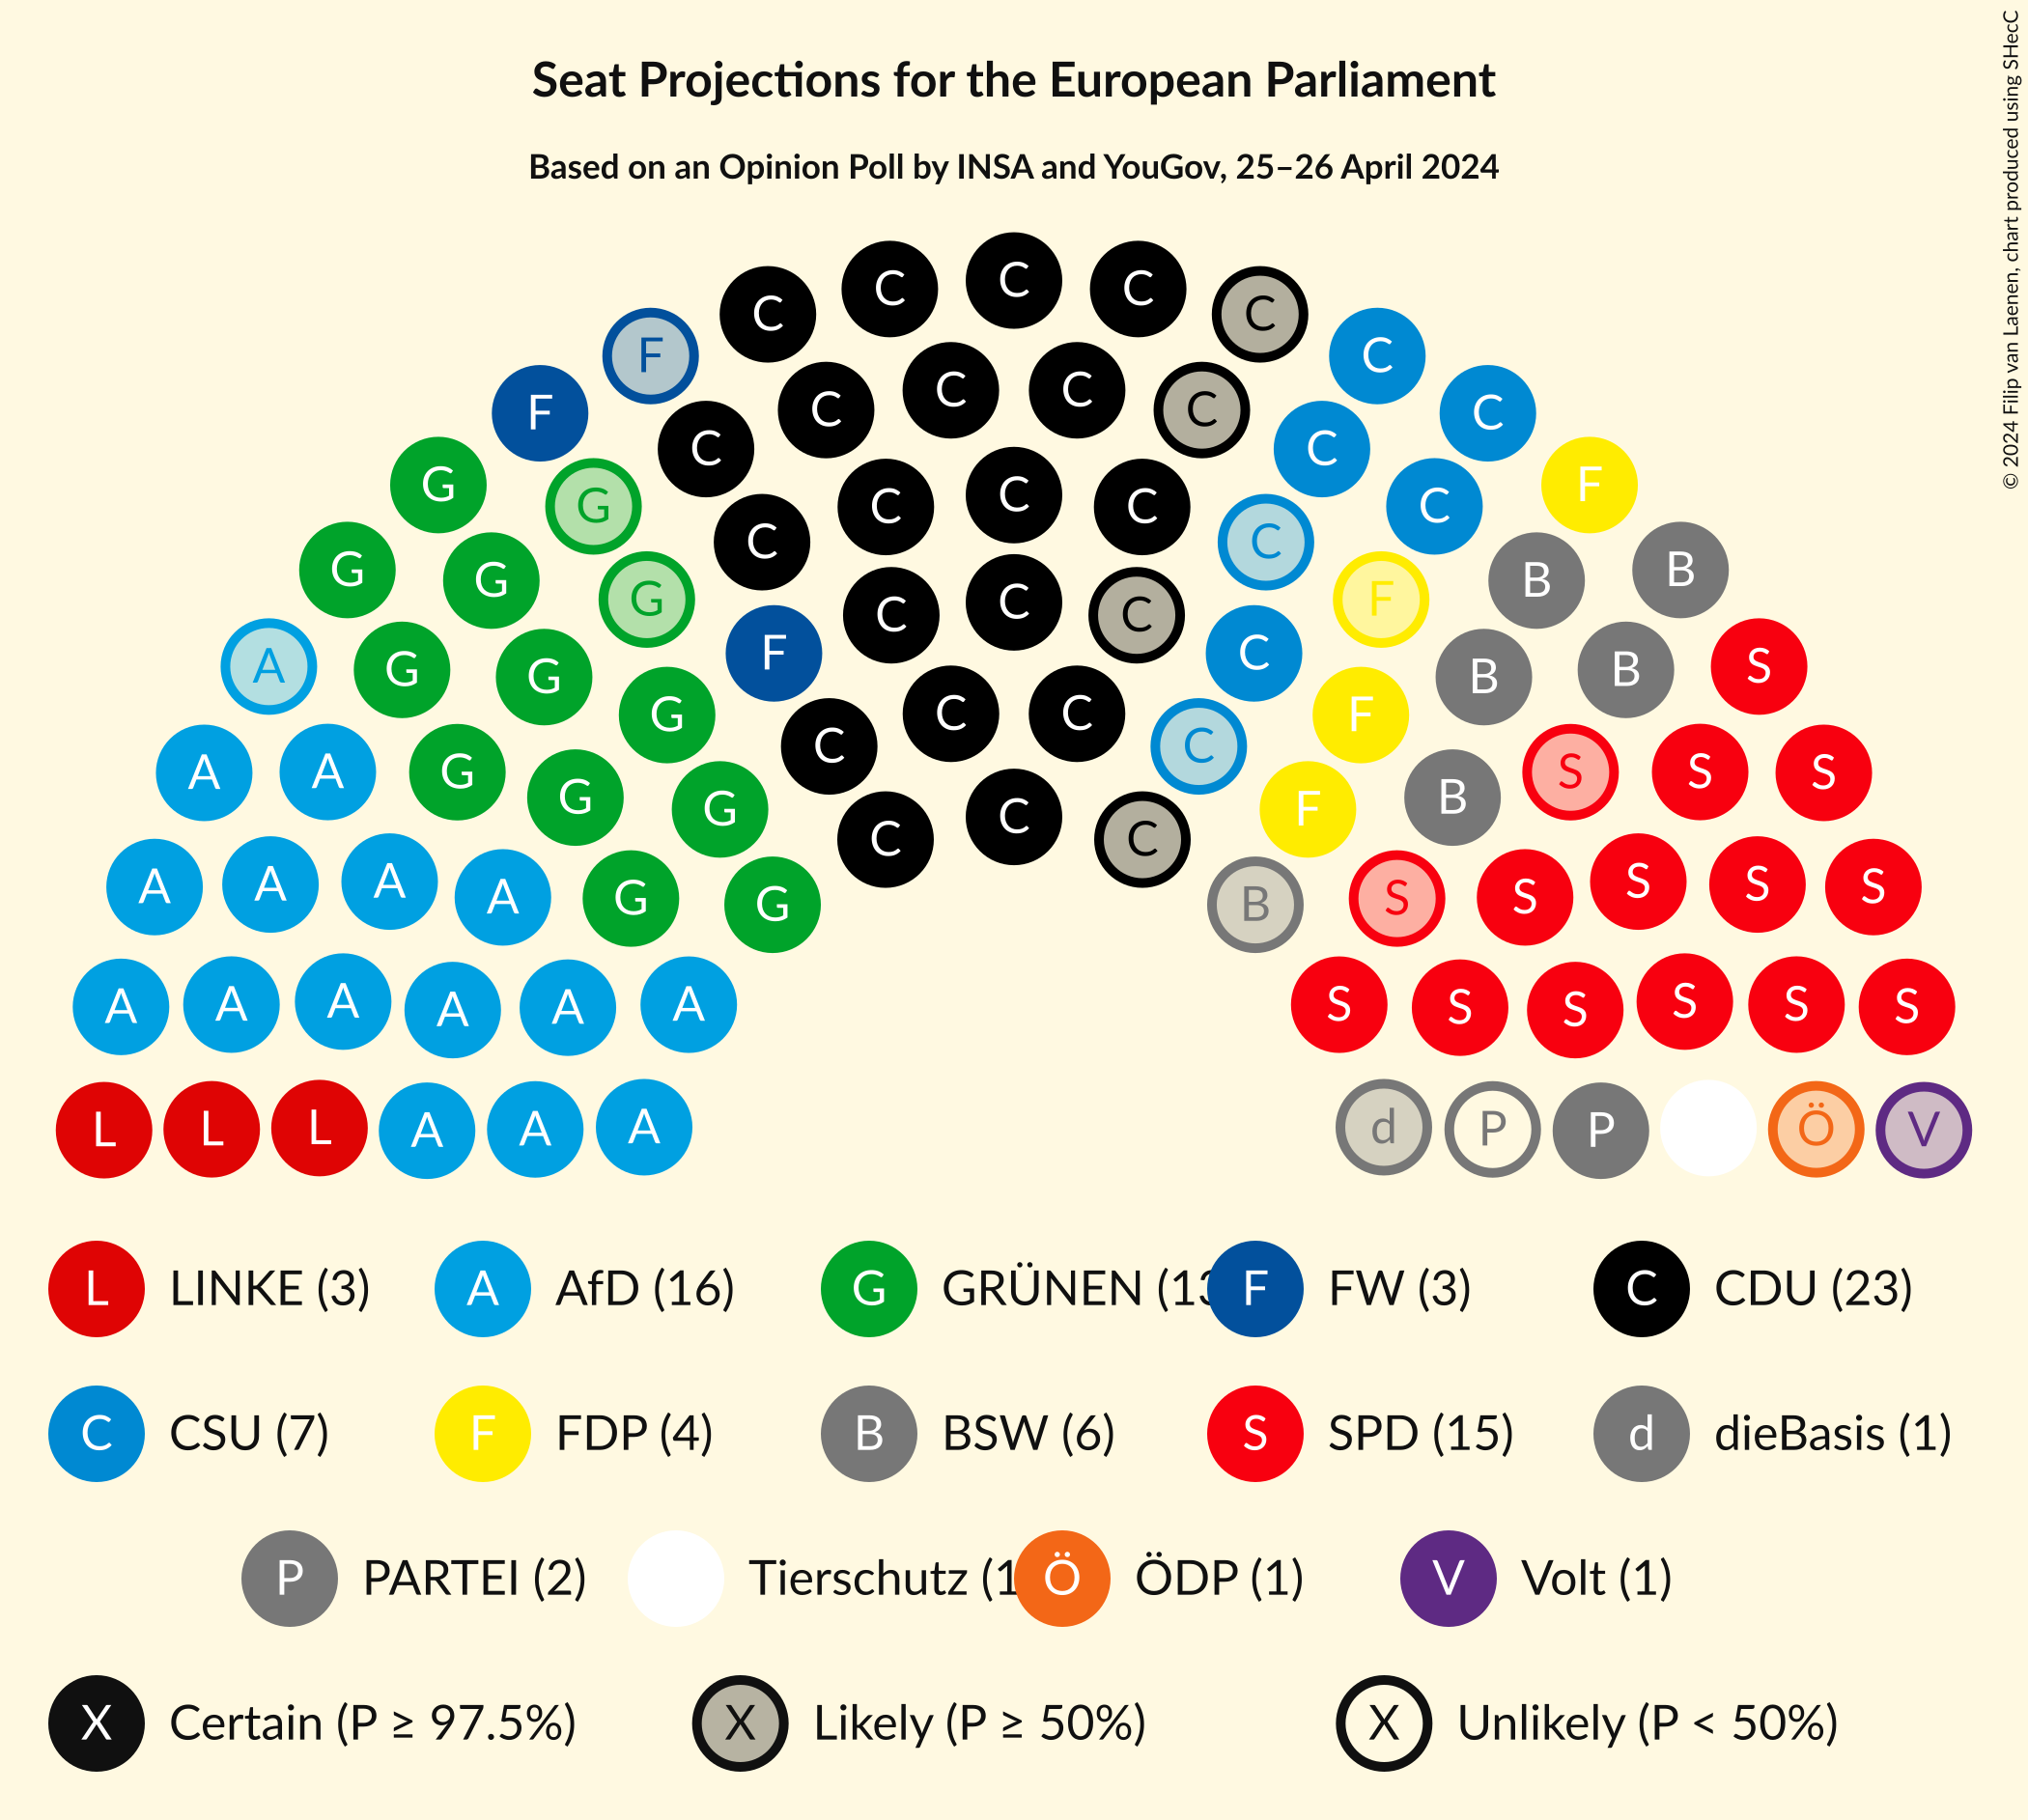 Seat Projections for the European Parliament
Based on an Opinion Poll by INSA and YouGov, 25–26 April 2024
© 2024 Filip van Laenen, chart produced using SHecC
C C C C C
F C
F C C C C C
G C C F
G C C C C
G G C C B B
G C C C F
A G G F C B B S
G C C F
A A G C C S S S
G G C F B
C C
A A A A G G B S S S S S
A A A A A A S S S S S S
L L L A A A d P P Ö V
L LINKE (3) A AfD (16) G GRÜNEN (13 F FW (3) C CDU (23)
C CSU (7) F FDP (4) B BSW (6) S SPD (15) d dieBasis (1)
P PARTEI (2) Tierschutz (1 Ö ÖDP (1) V Volt (1)
X Certain (P ≥ 97.5%) X Likely (P ≥ 50%) X Unlikely (P < 50%)